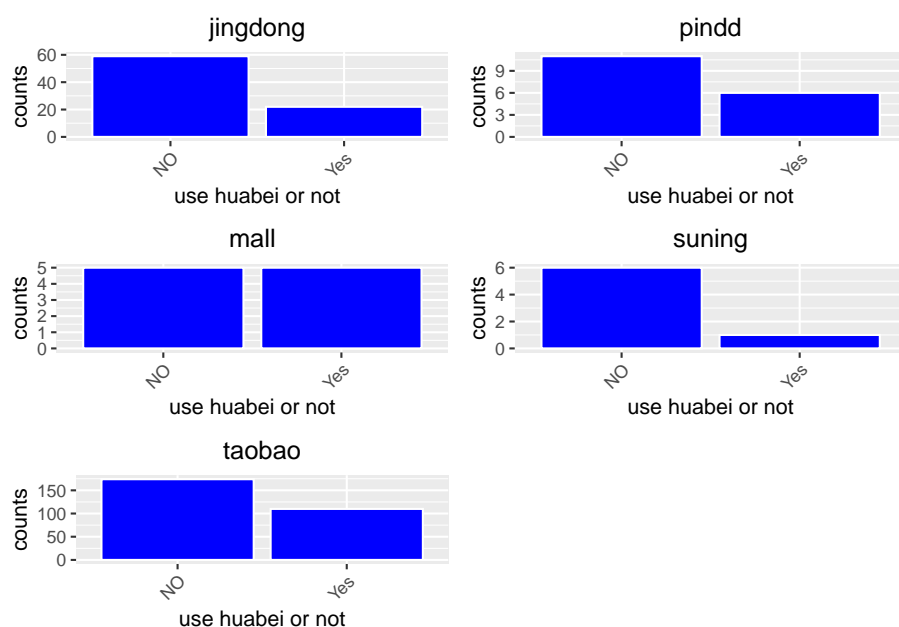 jingdong
counts
60
40
20
0
NO
Yes
use huabei or not
pindd
counts
9
6
3
0
NO
Yes
use huabei or not
mall
counts
5
4
3
2
1
0
NO
Yes
use huabei or not
suning
counts
6
4
2
0
NO
Yes
use huabei or not
taobao
counts
150
100
50
0
NO
Yes
use huabei or not